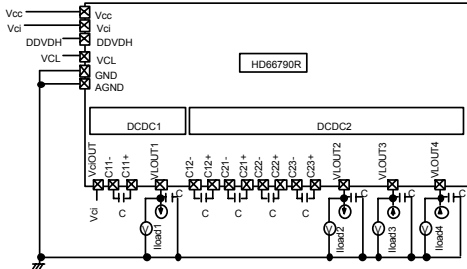 Vcc Vcc
Vci Vci
DDVDH DDVDH
VCL VCL
GND
AGND
HD66790R
DCDC1 DCDC2
VciOUT C11- C11+ VLOUT1 C12- C12+ C21- C21+ C22- C22+ C23- C23+ VLOUT2 VLOUT3 VLOUT4
C C C C
Vci C C C C C
V Iload1 V Iload2 V Iload3 V Iload4